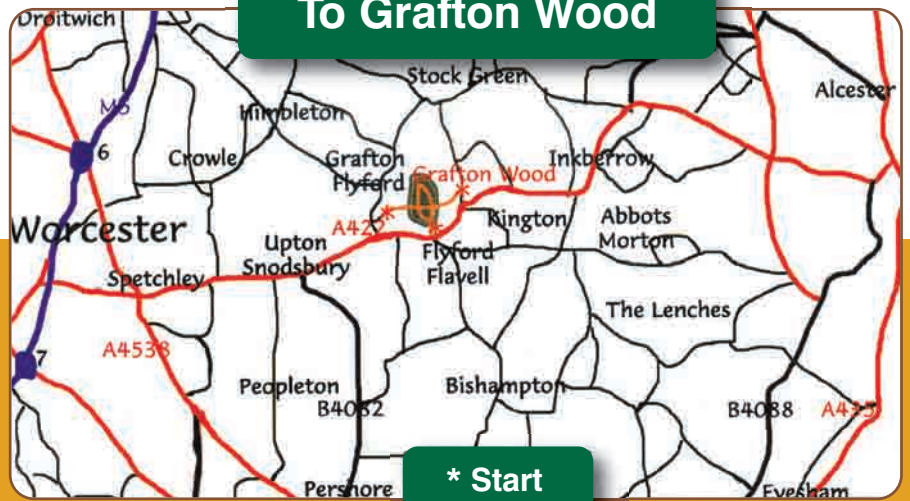 To Grafton Wood
Droitwich
Stock Green
Alcester
M5
Himbleton
6
Crowle
Grafton
Flyford
Grafton Wood
Inkberrow
Worcester
A422
Kington
Abbots
Morton
Upton
Snodsbury
Flyford
Flavell
Spetchley
The Lenches
A4538
7
Peopleton
Bishampton
B4082
B4088
Pershore
* Start
Evesham